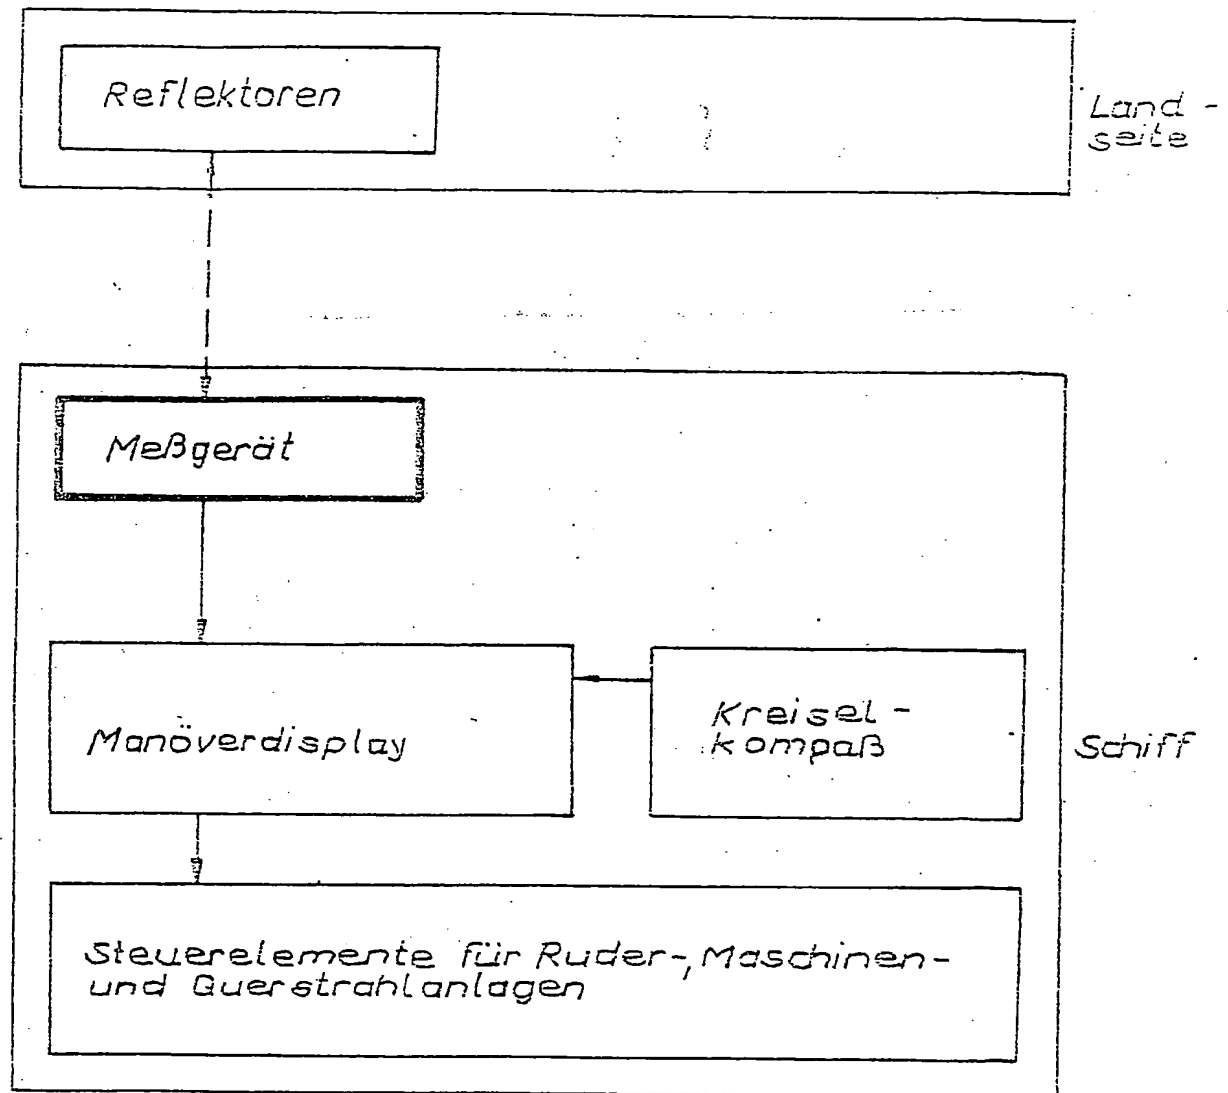 Reflektoren
Land-
seite
Meßgerät
Manöverdisplay
Kreisel-
kompaß
Schiff
Steuerelemente für Ruder-, Maschinen-
und Querstrahlanlagen